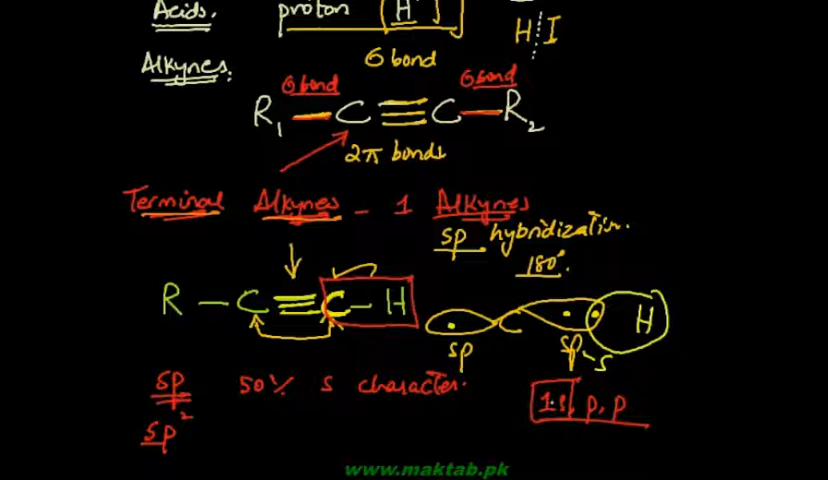 Acids. proton H
H I
σ bond
Alkynes.
σ bond σ bond
R₁ — C ≡ C — R₂
2π bonds
Terminal Alkynes - 1 Alkynes
sp hybridization.
180°.
R — C ≡ C — H C H
sp sp - s
sp 50% s character. 1s, p, p
sp²
www.maktab.pk